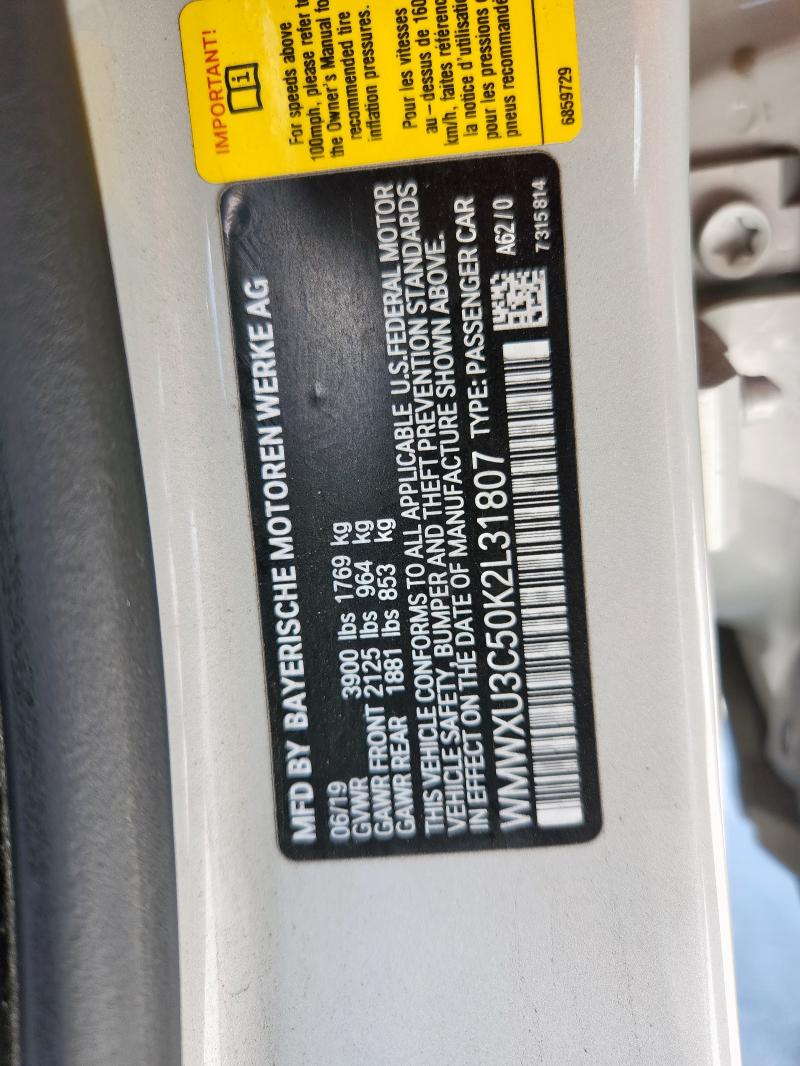 IMPORTANT!
For speeds above
100mph, please refer to
the Owner's Manual for
recommended tire
inflation pressures.
Pour les vitesses
au - dessus de 160
km/h, faites
la notice d'utilisation
pour les pressions
pneus
6859729
MFD BY BAYERISCHE MOTOREN WERKE AG
06/19
GVWR 3900 lbs 1769 kg
GAWR FRONT 2125 lbs 964 kg
GAWR REAR 1881 lbs 853 kg
THIS VEHICLE CONFORMS TO ALL APPLICABLE U.S.FEDERAL MOTOR
VEHICLE SAFETY, BUMPER AND THEFT PREVENTION STANDARDS
IN EFFECT ON THE DATE OF MANUFACTURE SHOWN ABOVE.
WMWXU3C50K2L31807 TYPE: PASSENGER CAR
A62/0
7315814